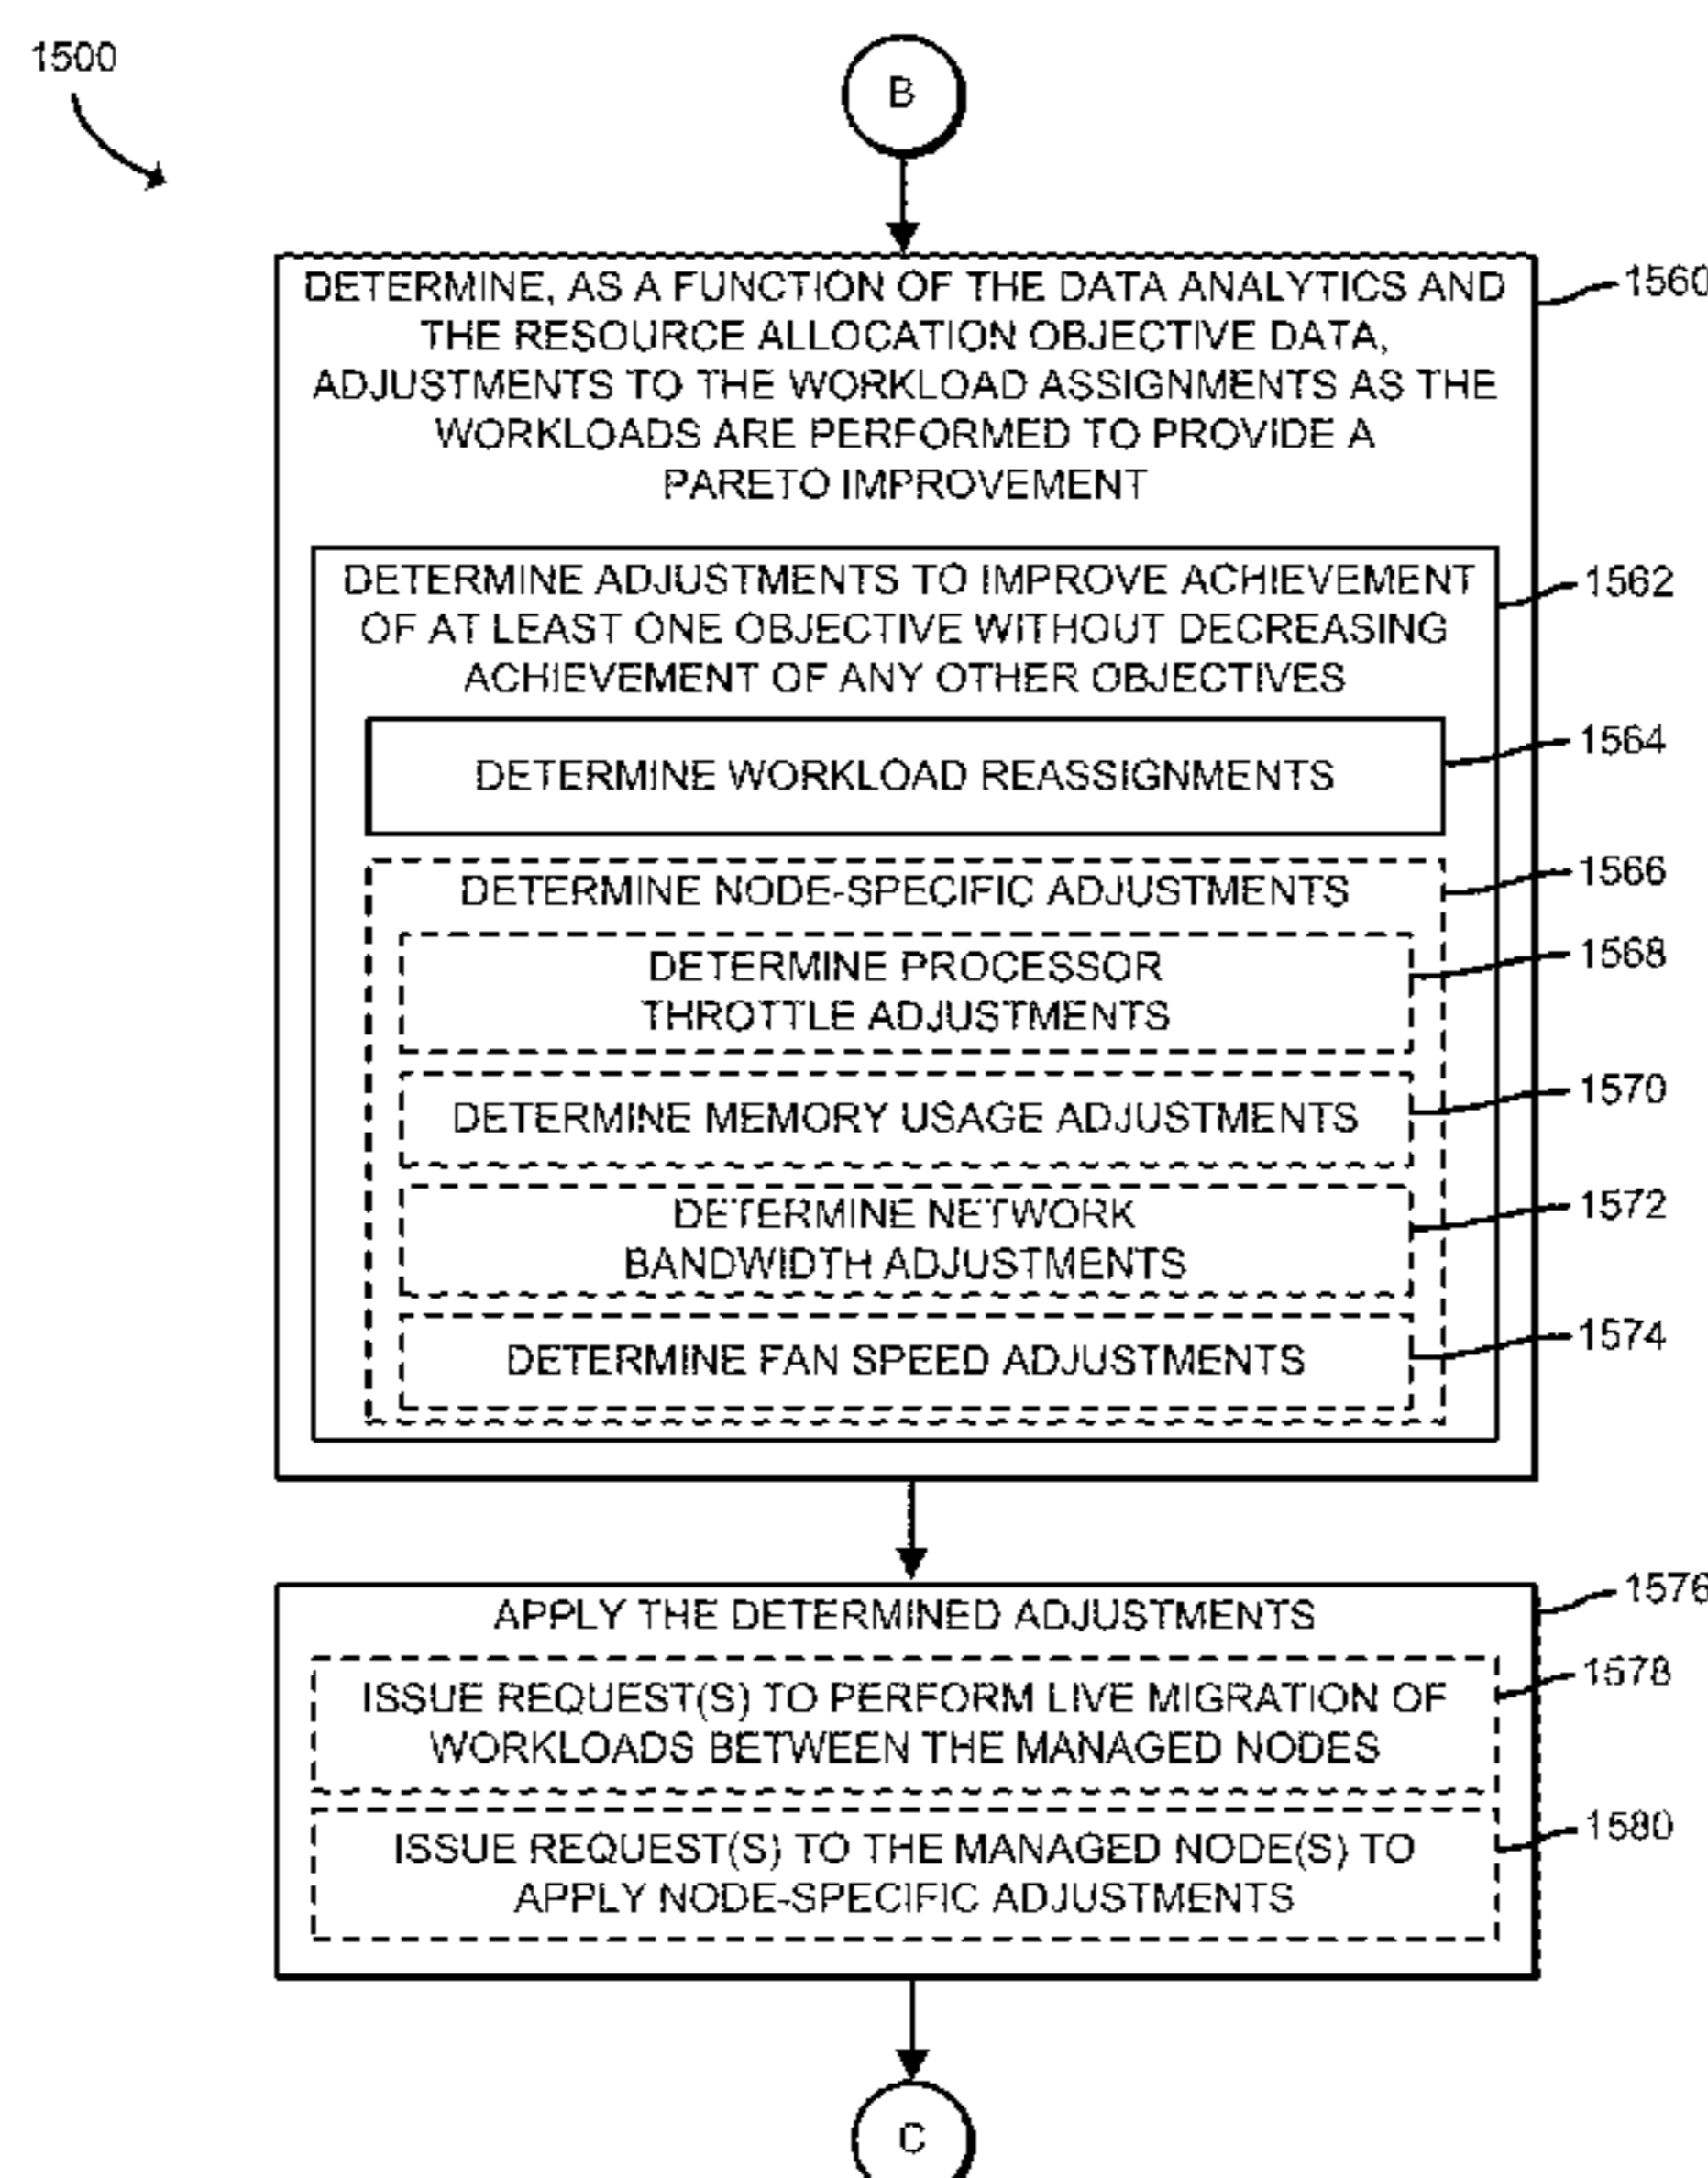 1500
B
DETERMINE, AS A FUNCTION OF THE DATA ANALYTICS AND
THE RESOURCE ALLOCATION OBJECTIVE DATA,
ADJUSTMENTS TO THE WORKLOAD ASSIGNMENTS AS THE
WORKLOADS ARE PERFORMED TO PROVIDE A
PARETO IMPROVEMENT
1560
DETERMINE ADJUSTMENTS TO IMPROVE ACHIEVEMENT
OF AT LEAST ONE OBJECTIVE WITHOUT DECREASING
ACHIEVEMENT OF ANY OTHER OBJECTIVES
1562
DETERMINE WORKLOAD REASSIGNMENTS
1564
DETERMINE NODE-SPECIFIC ADJUSTMENTS
1566
DETERMINE PROCESSOR
THROTTLE ADJUSTMENTS
1568
DETERMINE MEMORY USAGE ADJUSTMENTS
1570
DETERMINE NETWORK
BANDWIDTH ADJUSTMENTS
1572
DETERMINE FAN SPEED ADJUSTMENTS
1574
APPLY THE DETERMINED ADJUSTMENTS
1576
ISSUE REQUEST(S) TO PERFORM LIVE MIGRATION OF
WORKLOADS BETWEEN THE MANAGED NODES
1578
ISSUE REQUEST(S) TO THE MANAGED NODE(S) TO
APPLY NODE-SPECIFIC ADJUSTMENTS
1580
C